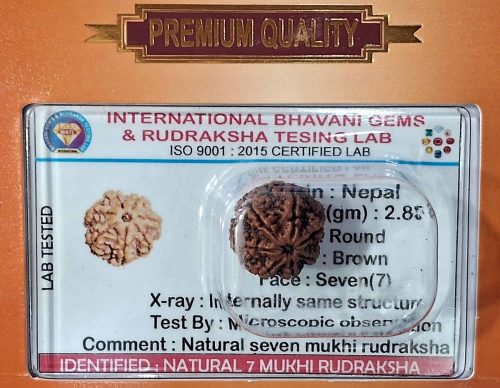 PREMIUM QUALITY
INTERNATIONAL BHAVANI GEMS
& RUDRAKSHA TESING LAB
ISO 9001 : 2015 CERTIFIED LAB
LAB TESTED
: Nepal
(gm) : 2.85
Round
: Brown
Face : Seven(7)
X-ray : Internally same structure
Test By : Microscopic observation
Comment : Natural seven mukhi rudraksha
IDENTIFIED : NATURAL 7 MUKHI RUDRAKSHA